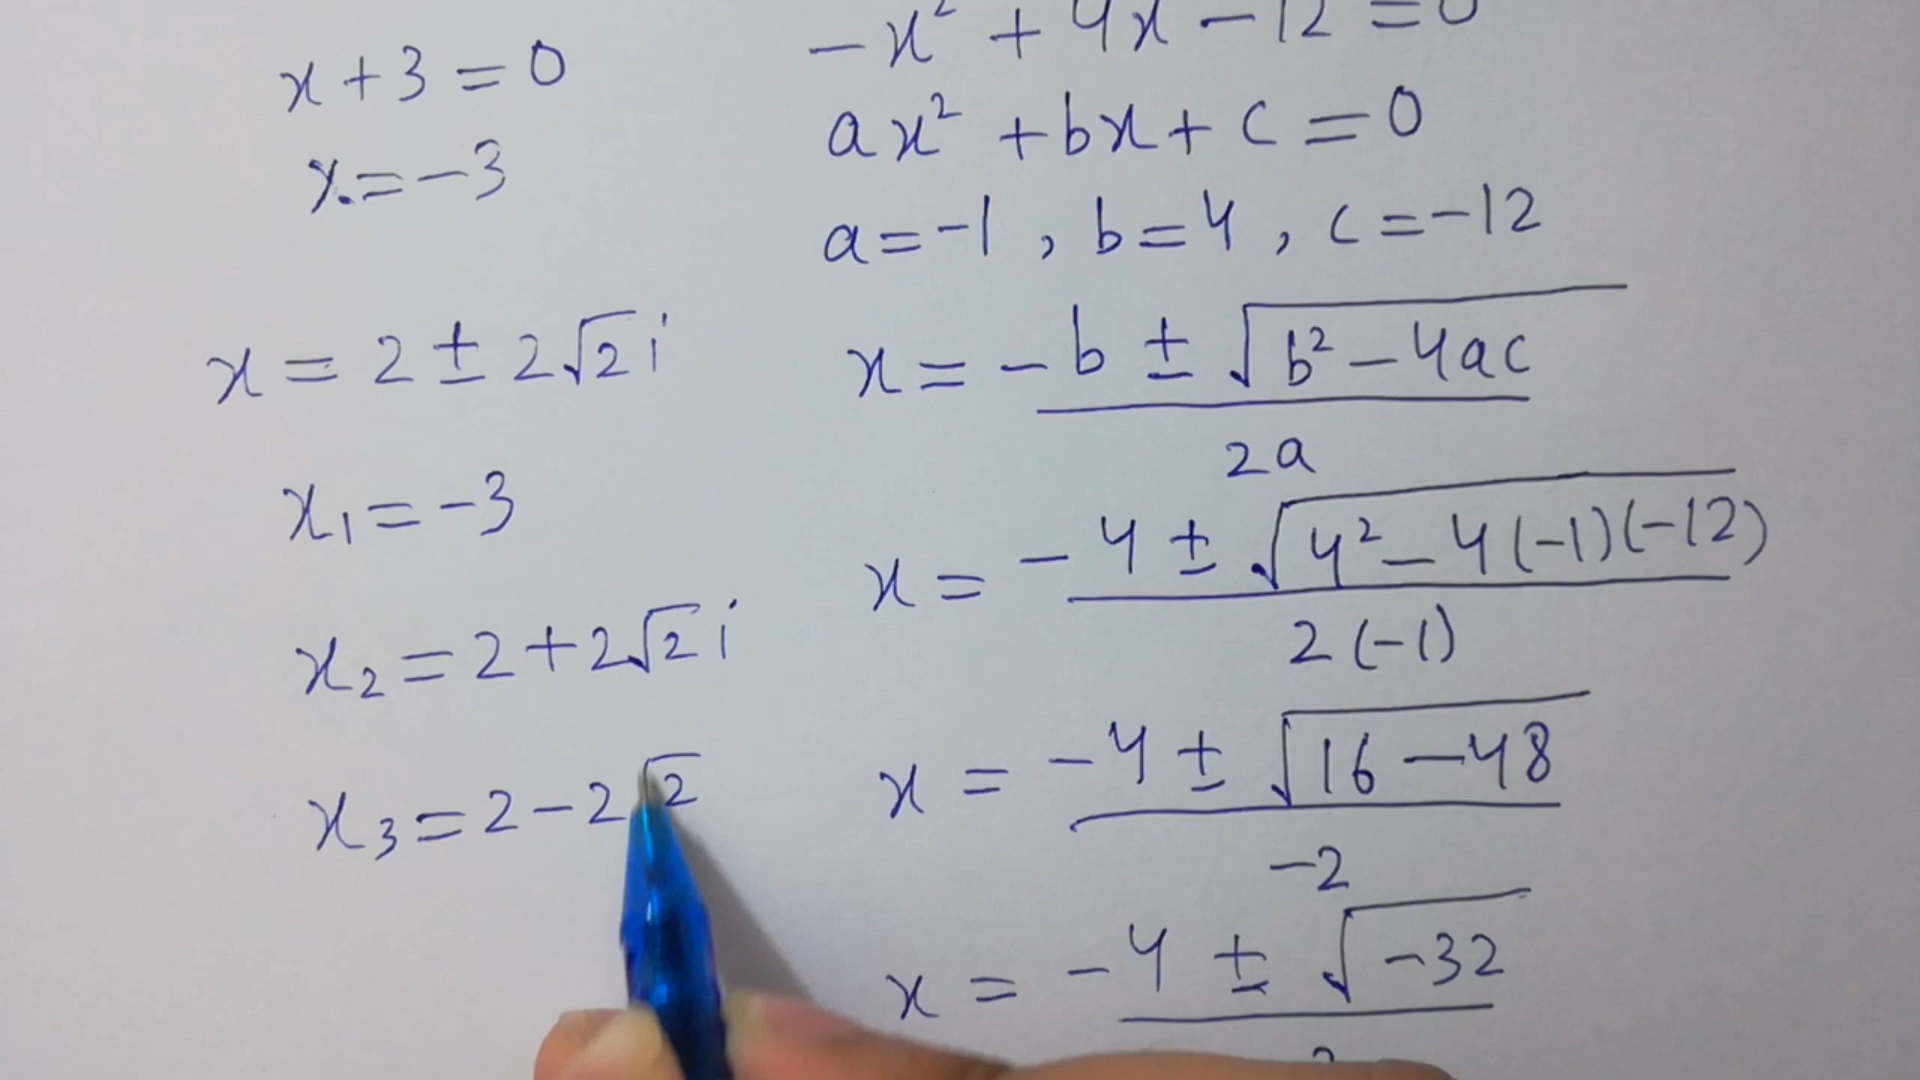 x + 3 = 0
x = -3
x = 2 ± 2√2 i
x₁ = -3
x₂ = 2 + 2√2 i
x₃ = 2 - 2√2
-x² + 4x - 12 = 0
ax² + bx + c = 0
a = -1 , b = 4 , c = -12
x = -b ± √b² - 4ac
2a
x = -4 ± √4² - 4(-1)(-12)
2(-1)
x = -4 ± √16 - 48
-2
x = -4 ± √-32